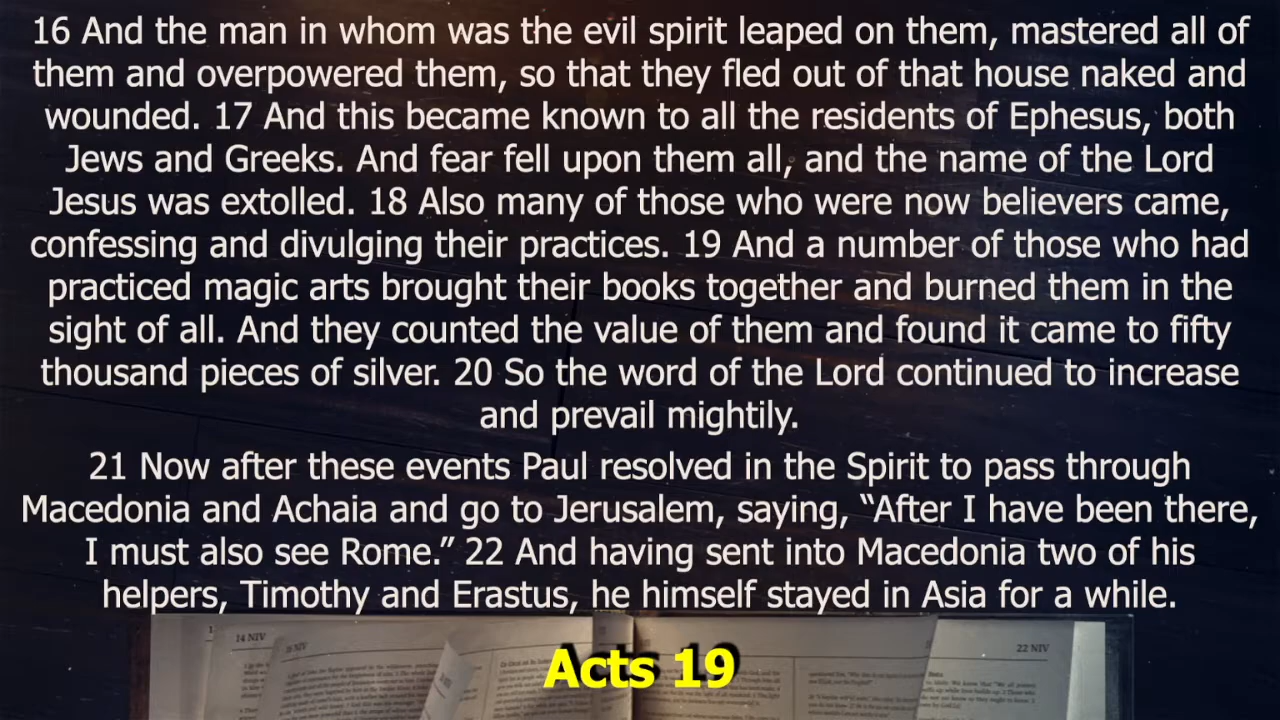 16 And the man in whom was the evil spirit leaped on them, mastered all of
them and overpowered them, so that they fled out of that house naked and
wounded. 17 And this became known to all the residents of Ephesus, both
Jews and Greeks. And fear fell upon them all, and the name of the Lord
Jesus was extolled. 18 Also many of those who were now believers came,
confessing and divulging their practices. 19 And a number of those who had
practiced magic arts brought their books together and burned them in the
sight of all. And they counted the value of them and found it came to fifty
thousand pieces of silver. 20 So the word of the Lord continued to increase
and prevail mightily.
21 Now after these events Paul resolved in the Spirit to pass through
Macedonia and Achaia and go to Jerusalem, saying, “After I have been there,
I must also see Rome.” 22 And having sent into Macedonia two of his
helpers, Timothy and Erastus, he himself stayed in Asia for a while.
14 NIV
22 NIV
Acts 19